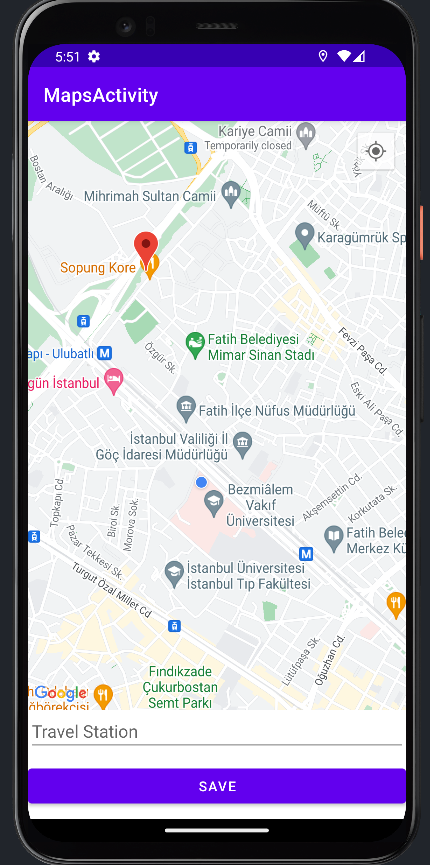 5:51
MapsActivity
Kariye Camii
Temporarily closed
Bostan Aralığı
Mihrimah Sultan Camii
Müftü Sk
Karagümrük Sp
Sopung Kore
Fatih Belediyesi
Mimar Sinan Stadı
Fevzi Paşa Cd.
apı - Ulubatlı M
Özgür Sk.
gün İstanbul
Eski Ali Paşa Cd.
Fatih İlçe Nüfus Müdürlüğü
İstanbul Valiliği İl
Göç İdaresi Müdürlüğü
Bezmiâlem
Vakıf
Üniversitesi
Akşemsettin Cd.
Korkutata Sk.
Topkapı Cd.
Birol Sk
Morova Sok.
Pazar Tekkesi Sk.
Fatih Bele
Merkez Kü
M
İstanbul Üniversitesi
İstanbul Tıp Fakültesi
Turgut Özal Millet Cd
Lütfüpaşa Sk.
Oğuzhan Cd.
Fındıkzade
Çukurbostan
Semt Parkı
Google
Travel Station
SAVE